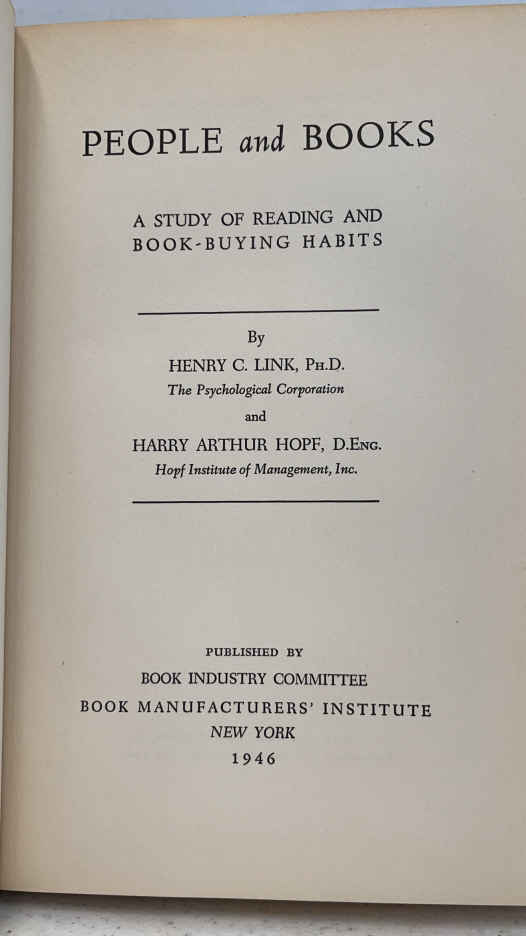 PEOPLE and BOOKS
A STUDY OF READING AND
BOOK-BUYING HABITS
By
HENRY C. LINK, PH.D.
The Psychological Corporation
and
HARRY ARTHUR HOPF, D.ENG.
Hopf Institute of Management, Inc.
PUBLISHED BY
BOOK INDUSTRY COMMITTEE
BOOK MANUFACTURERS' INSTITUTE
NEW YORK
1946